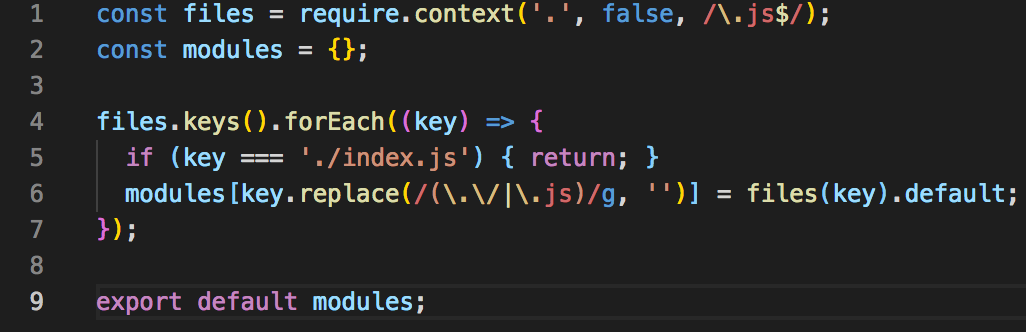 1 const files = require.context('.', false, /\.js$/);
2 const modules = {};
3
4 files.keys().forEach((key) => {
5 if (key === './index.js') { return; }
6 modules[key.replace(/(\.\/|\.js)/g, '')] = files(key).default;
7 });
8
9 export default modules;